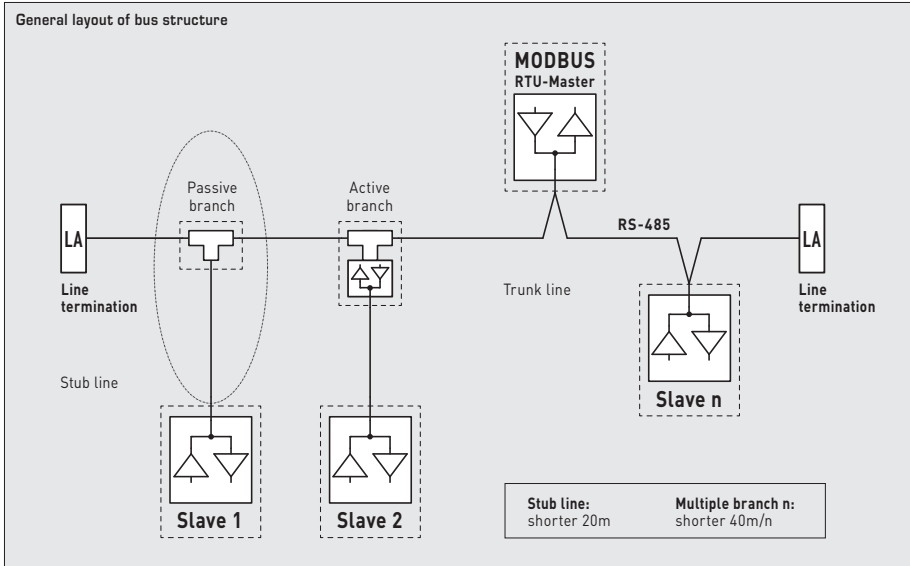 General layout of bus structure
MODBUS
RTU-Master
Passive
branch
Active
branch
LA
RS-485
LA
Line
termination
Trunk line
Line
termination
Stub line
Slave n
Slave 1
Slave 2
Stub line:
shorter 20m
Multiple branch n:
shorter 40m/n